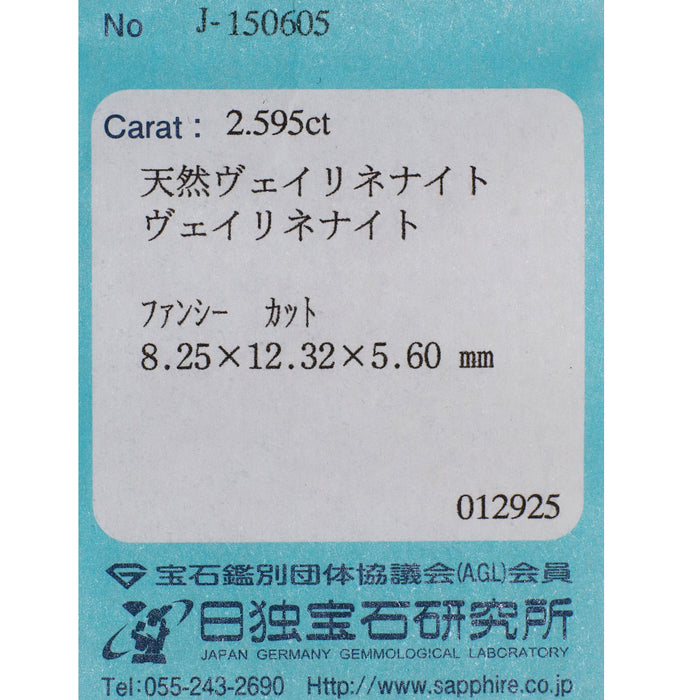 No J-150605
Carat : 2.595ct
天然ヴェイリネナイト
ヴェイリネナイト
ﾌｧﾝｼｰ ｶｯﾄ
8.25×12.32×5.60 mm
012925
宝石鑑別団体協議会(A.G.L)会員
日独宝石研究所
JAPAN GERMANY GEMMOLOGICAL LABORATORY
Tel:055-243-2690 Http://www.sapphire.co.jp